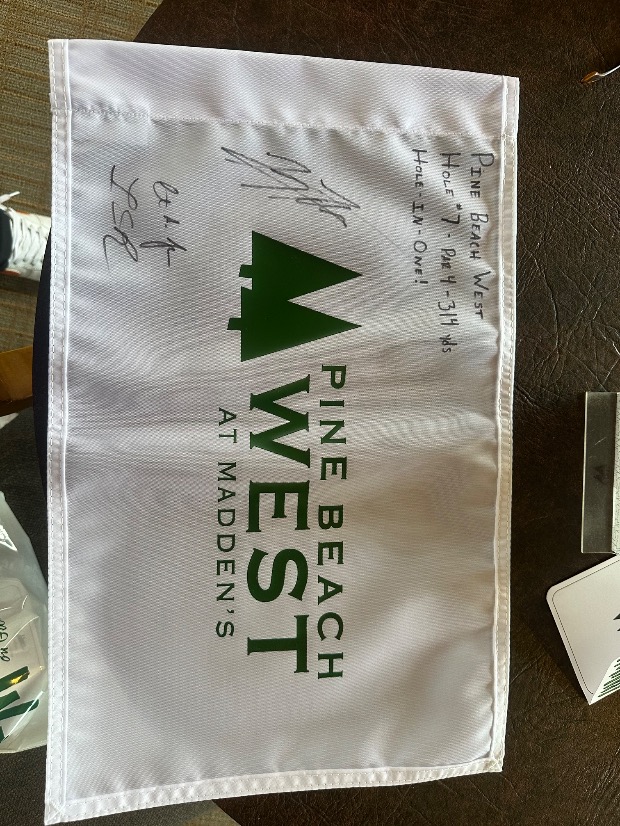 PINE BEACH WEST
HOLE #7 - PAR 4 - 314 yds
HOLE-IN-ONE!
PINE BEACH
WEST
AT MADDEN'S